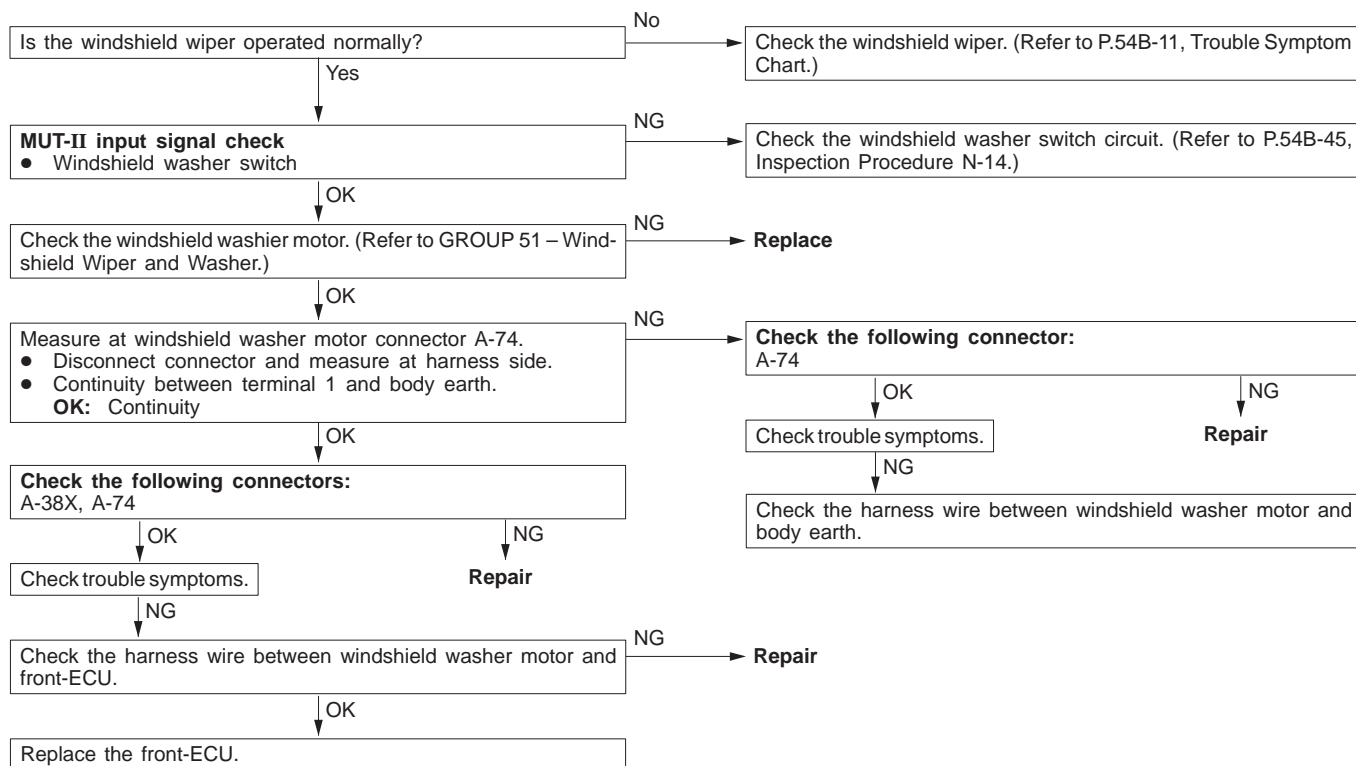 Is the windshield wiper operated normally?
No
Check the windshield wiper. (Refer to P.54B-11, Trouble Symptom
Chart.)
Yes
MUT-II input signal check
● Windshield washer switch
NG
Check the windshield washer switch circuit. (Refer to P.54B-45,
Inspection Procedure N-14.)
OK
Check the windshield washier motor. (Refer to GROUP 51 – Wind-
shield Wiper and Washer.)
NG
Replace
OK
Measure at windshield washer motor connector A-74.
● Disconnect connector and measure at harness side.
● Continuity between terminal 1 and body earth.
OK: Continuity
NG
Check the following connector:
A-74
OK
NG
Check trouble symptoms.
Repair
NG
Check the harness wire between windshield washer motor and
body earth.
OK
Check the following connectors:
A-38X, A-74
OK
NG
Check trouble symptoms.
Repair
NG
Check the harness wire between windshield washer motor and
front-ECU.
NG
Repair
OK
Replace the front-ECU.